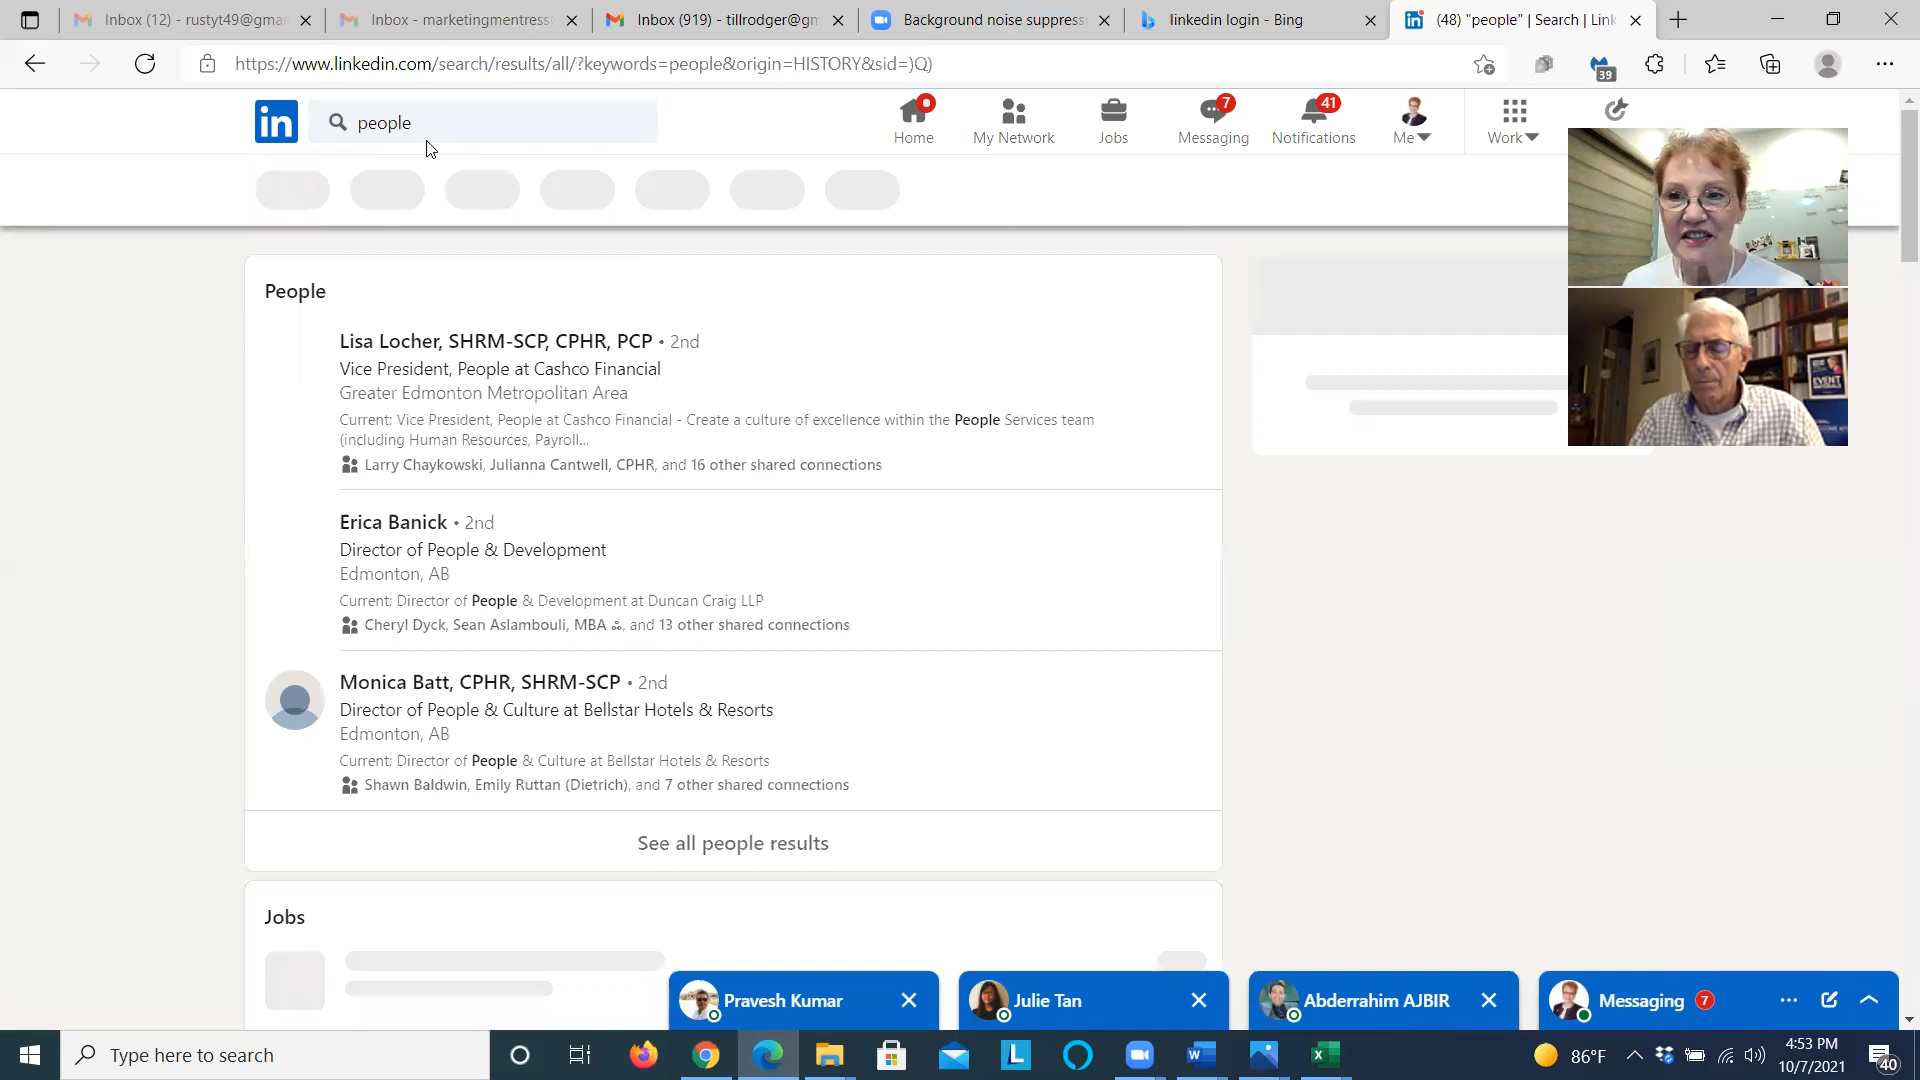 Inbox (12) - rustyt49@gmai
Inbox - marketingmentress
Inbox (919) - tillrodger@gm
Background noise suppress
linkedin login - Bing
(48) "people" | Search | Link
https://www.linkedin.com/search/results/all/?keywords=people&origin=HISTORY&sid=)Q)
39
in
people
Home
My Network
Jobs
7
Messaging
41
Notifications
Me
Work
People
Lisa Locher, SHRM-SCP, CPHR, PCP • 2nd
Vice President, People at Cashco Financial
Greater Edmonton Metropolitan Area
Current: Vice President, People at Cashco Financial - Create a culture of excellence within the People Services team
(including Human Resources, Payroll...
Larry Chaykowski, Julianna Cantwell, CPHR, and 16 other shared connections
Erica Banick • 2nd
Director of People & Development
Edmonton, AB
Current: Director of People & Development at Duncan Craig LLP
Cheryl Dyck, Sean Aslambouli, MBA, and 13 other shared connections
Monica Batt, CPHR, SHRM-SCP • 2nd
Director of People & Culture at Bellstar Hotels & Resorts
Edmonton, AB
Current: Director of People & Culture at Bellstar Hotels & Resorts
Shawn Baldwin, Emily Ruttan (Dietrich), and 7 other shared connections
See all people results
Jobs
EVENT
Pravesh Kumar
Julie Tan
Abderrahim AJBIR
Messaging 7
Type here to search
86°F
4:53 PM
10/7/2021
40